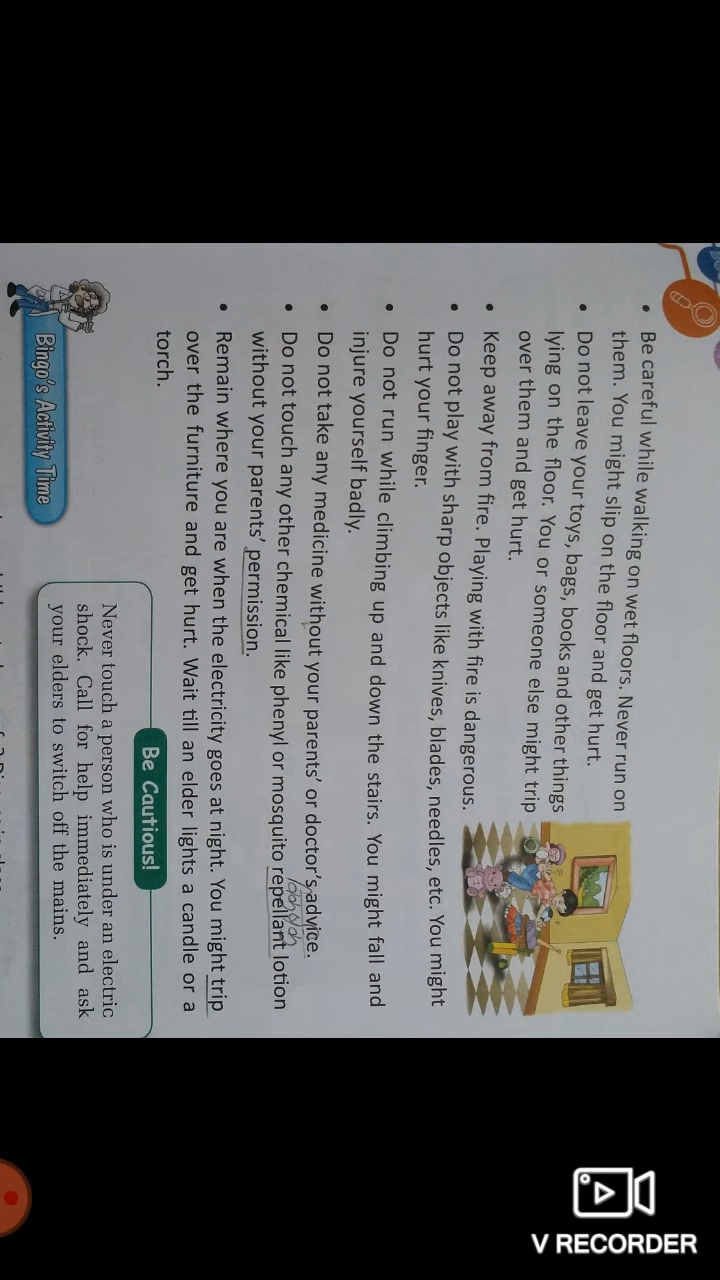 • Be careful while walking on wet floors. Never run on
them. You might slip on the floor and get hurt.
• Do not leave your toys, bags, books and other things
lying on the floor. You or someone else might trip
over them and get hurt.
• Keep away from fire. Playing with fire is dangerous.
• Do not play with sharp objects like knives, blades, needles, etc. You might
hurt your finger.
• Do not run while climbing up and down the stairs. You might fall and
injure yourself badly.
• Do not take any medicine without your parents' or doctor's advice.
• Do not touch any other chemical like phenyl or mosquito repellant lotion
without your parents' permission.
• Remain where you are when the electricity goes at night. You might trip
over the furniture and get hurt. Wait till an elder lights a candle or a
torch.
Be Cautious!
Never touch a person who is under an electric
shock. Call for help immediately and ask
your elders to switch off the mains.
Bingo's Activity Time
V RECORDER